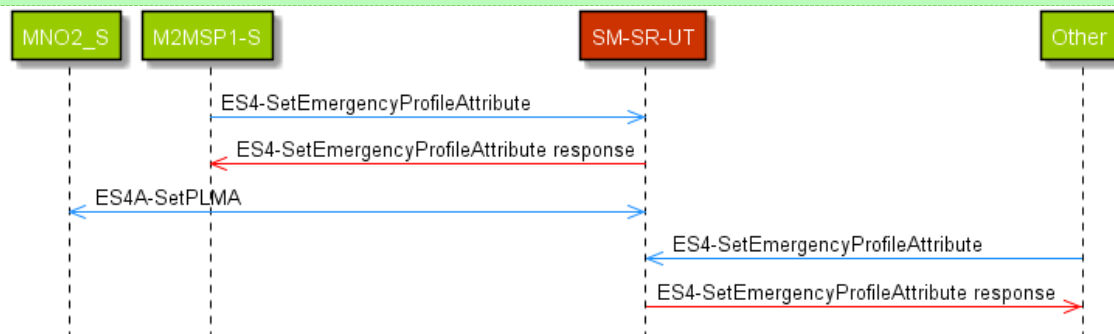 MNO2_S
M2MSP1-S
SM-SR-UT
Other
ES4-SetEmergencyProfileAttribute
ES4-SetEmergencyProfileAttribute response
ES4A-SetPLMA
ES4-SetEmergencyProfileAttribute
ES4-SetEmergencyProfileAttribute response